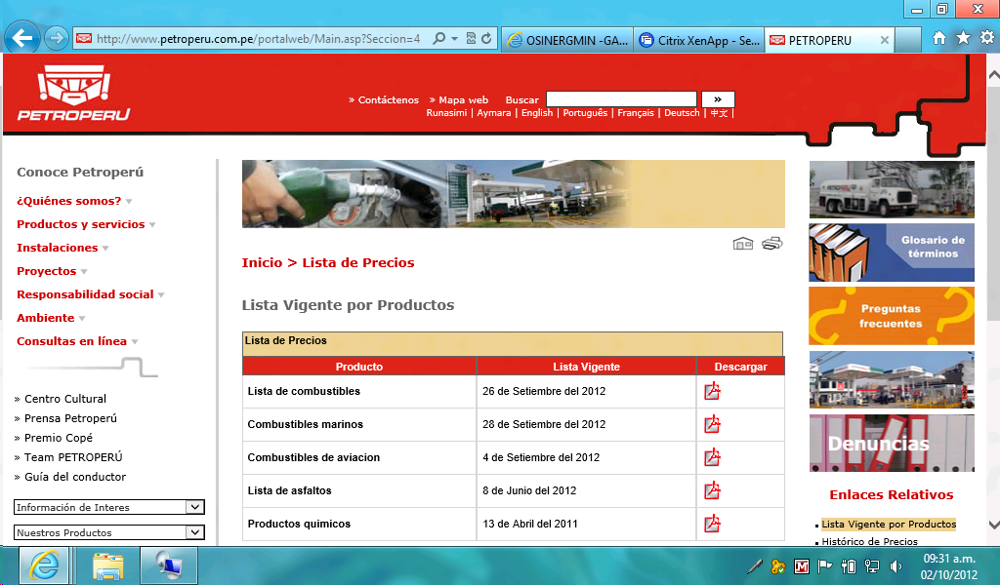 http://www.petroperu.com.pe/portalweb/Main.asp?Seccion=4
OSINERGMIN -GA...
Citrix XenApp - Se...
PETROPERU
PETROPERU
» Contáctenos » Mapa web Buscar »
Runasimi | Aymara | English | Português | Français | Deutsch | 中文 |
Conoce Petroperú
¿Quiénes somos?
Productos y servicios
Instalaciones
Proyectos
Responsabilidad social
Ambiente
Consultas en línea
» Centro Cultural
» Prensa Petroperú
» Premio Copé
» Team PETROPERÚ
» Guía del conductor
Información de Interes
Nuestros Productos
Inicio > Lista de Precios
Lista Vigente por Productos
Lista de Precios
Producto Lista Vigente Descargar
Lista de combustibles 26 de Setiembre del 2012
Combustibles marinos 28 de Setiembre del 2012
Combustibles de aviacion 4 de Setiembre del 2012
Lista de asfaltos 8 de Junio del 2012
Productos quimicos 13 de Abril del 2011
Glosario de
términos
Preguntas
frecuentes
Denuncias
Enlaces Relativos
Lista Vigente por Productos
Histórico de Precios
09:31 a.m.
02/10/2012